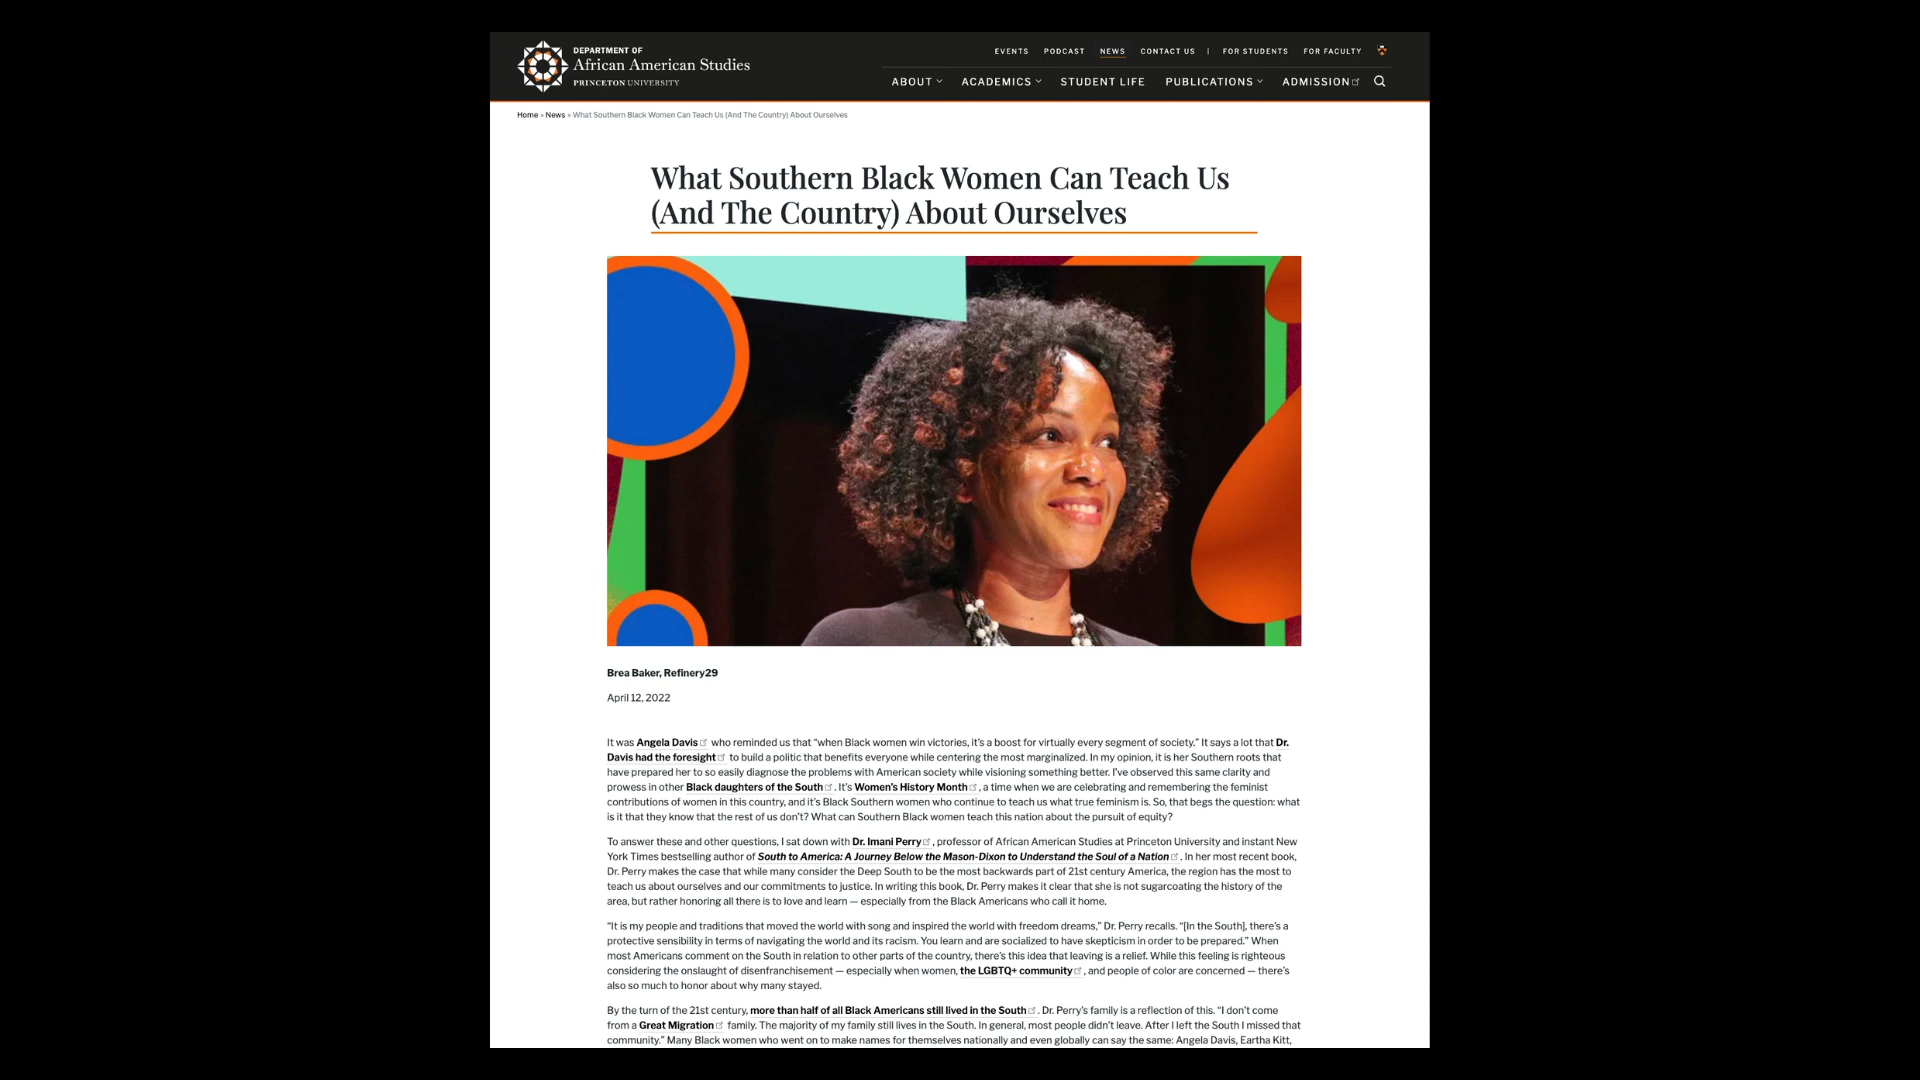 DEPARTMENT OF
African American Studies
PRINCETON UNIVERSITY
EVENTS PODCAST NEWS CONTACT US | FOR STUDENTS FOR FACULTY
ABOUT ACADEMICS STUDENT LIFE PUBLICATIONS ADMISSION
Home » News » What Southern Black Women Can Teach Us (And The Country) About Ourselves
What Southern Black Women Can Teach Us
(And The Country) About Ourselves
Brea Baker, Refinery29
April 12, 2022
It was Angela Davis who reminded us that “when Black women win victories, it’s a boost for virtually every segment of society.” It says a lot that Dr.
Davis had the foresight to build a politic that benefits everyone while centering the most marginalized. In my opinion, it is her Southern roots that
have prepared her to so easily diagnose the problems with American society while visioning something better. I’ve observed this same clarity and
prowess in other Black daughters of the South . It’s Women’s History Month , a time when we are celebrating and remembering the feminist
contributions of women in this country, and it’s Black Southern women who continue to teach us what true feminism is. So, that begs the question: what
is it that they know that the rest of us don’t? What can Southern Black women teach this nation about the pursuit of equity?
To answer these and other questions, I sat down with Dr. Imani Perry , professor of African American Studies at Princeton University and instant New
York Times bestselling author of South to America: A Journey Below the Mason-Dixon to Understand the Soul of a Nation . In her most recent book,
Dr. Perry makes the case that while many consider the Deep South to be the most backwards part of 21st century America, the region has the most to
teach us about ourselves and our commitments to justice. In writing this book, Dr. Perry makes it clear that she is not sugarcoating the history of the
area, but rather honoring all there is to love and learn — especially from the Black Americans who call it home.
“It is my people and traditions that moved the world with song and inspired the world with freedom dreams,” Dr. Perry recalls. “[In the South], there’s a
protective sensibility in terms of navigating the world and its racism. You learn and are socialized to have skepticism in order to be prepared.” When
most Americans comment on the South in relation to other parts of the country, there’s this idea that leaving is a relief. While this feeling is righteous
considering the onslaught of disenfranchisement — especially when women, the LGBTQ+ community , and people of color are concerned — there’s
also so much to honor about why many stayed.
By the turn of the 21st century, more than half of all Black Americans still lived in the South . Dr. Perry’s family is a reflection of this. “I don’t come
from a Great Migration family. The majority of my family still lives in the South. In general, most people didn’t leave. After I left the South I missed that
community.” Many Black women who went on to make names for themselves nationally and even globally can say the same: Angela Davis, Eartha Kitt,